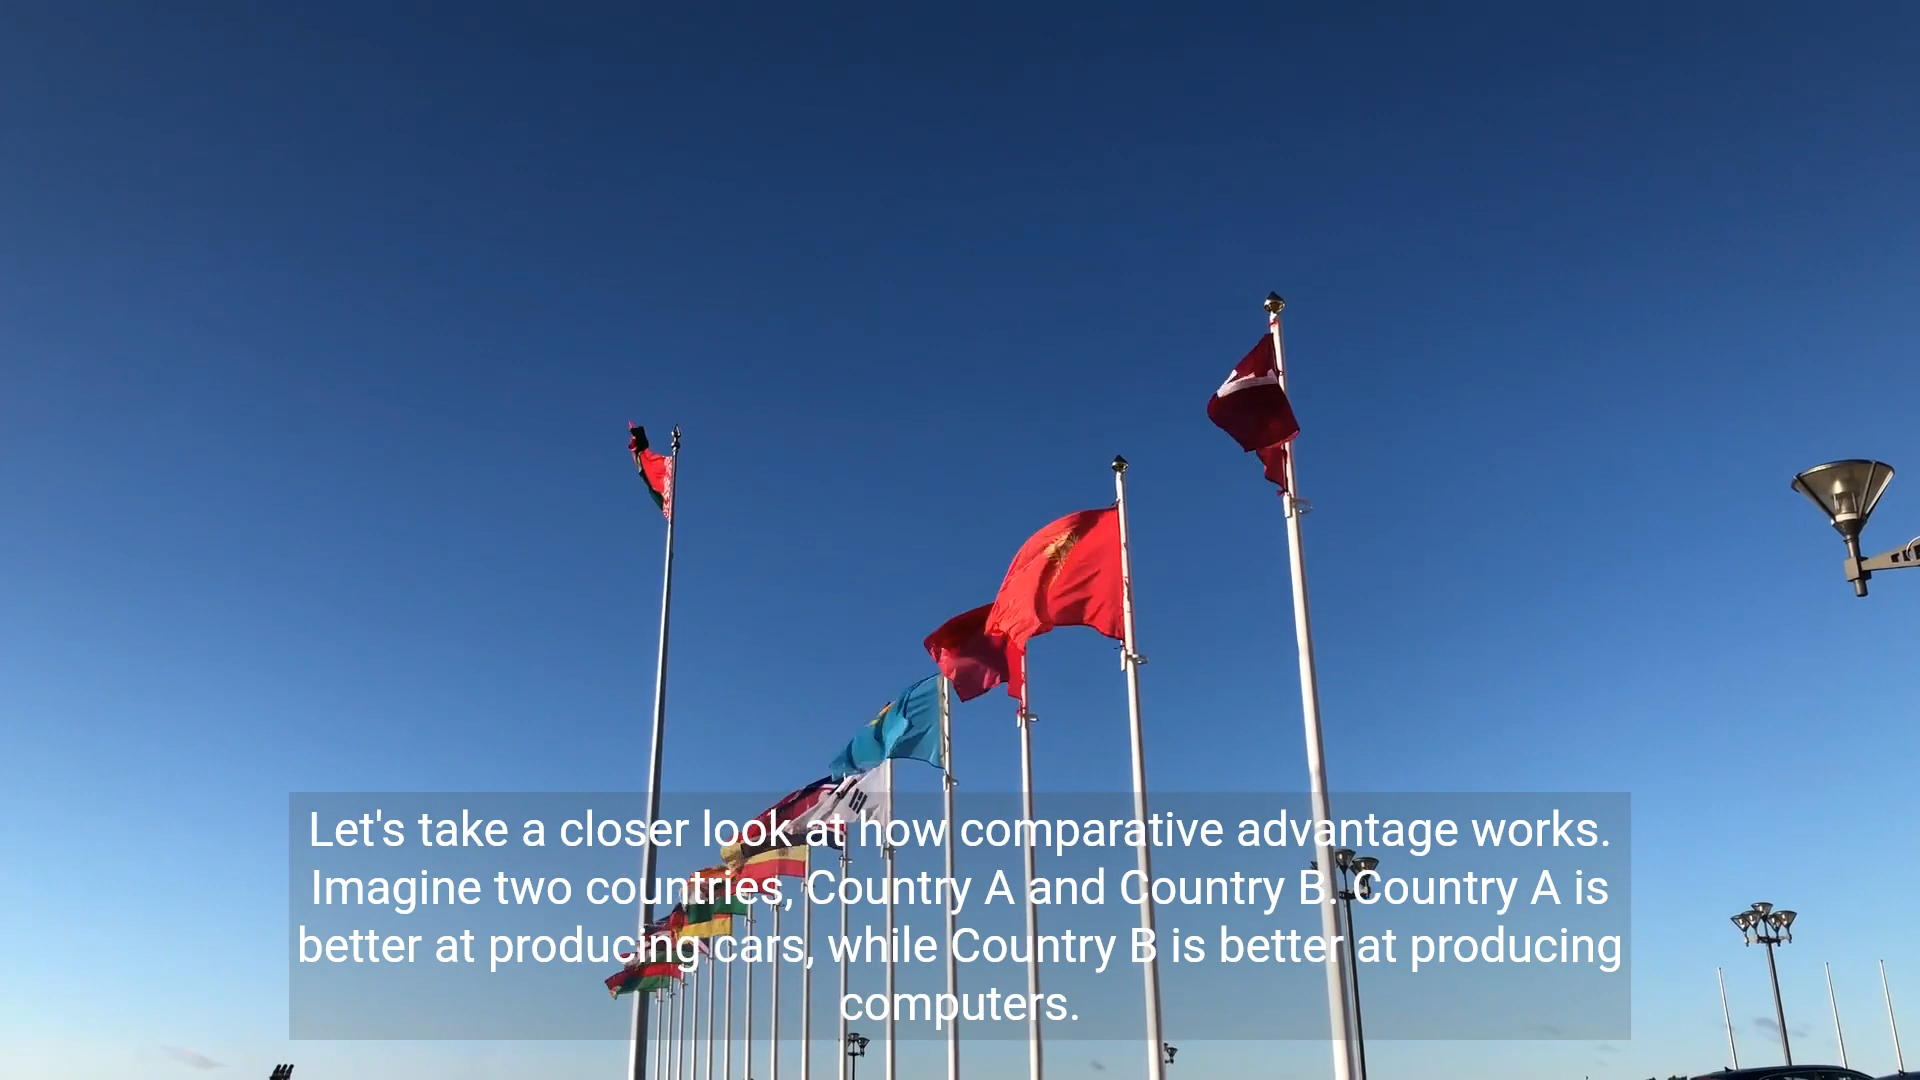 Let's take a closer look at how comparative advantage works.
Imagine two countries, Country A and Country B. Country A is
better at producing cars, while Country B is better at producing
computers.